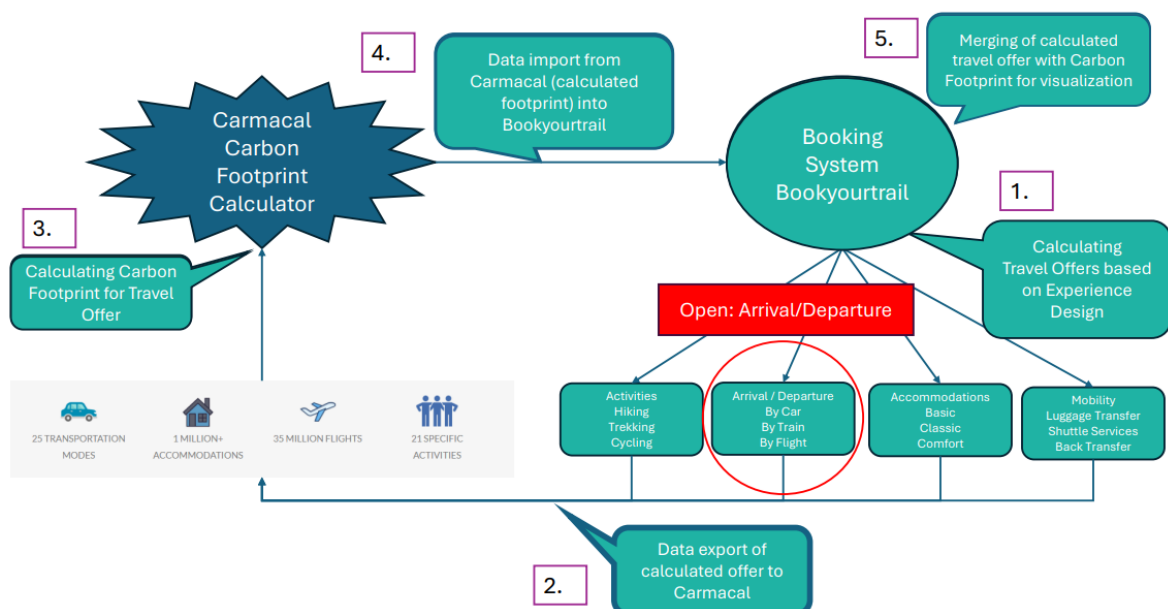 4.
Data import from
Carmacal (calculated
footprint) into
Bookyourtrail
5.
Merging of calculated
travel offer with Carbon
Footprint for visualization
Carmacal
Carbon
Footprint
Calculator
Booking
System
Bookyourtrail
1.
Calculating
Travel Offers based
on Experience
Design
3.
Calculating Carbon
Footprint for Travel
Offer
Open: Arrival/Departure
25 TRANSPORTATION
MODES
1 MILLION+
ACCOMMODATIONS
35 MILLION FLIGHTS
21 SPECIFIC
ACTIVITIES
Activities
Hiking
Trekking
Cycling
Arrival / Departure
By Car
By Train
By Flight
Accommodations
Basic
Classic
Comfort
Mobility
Luggage Transfer
Shuttle Services
Back Transfer
2.
Data export of
calculated offer to
Carmacal